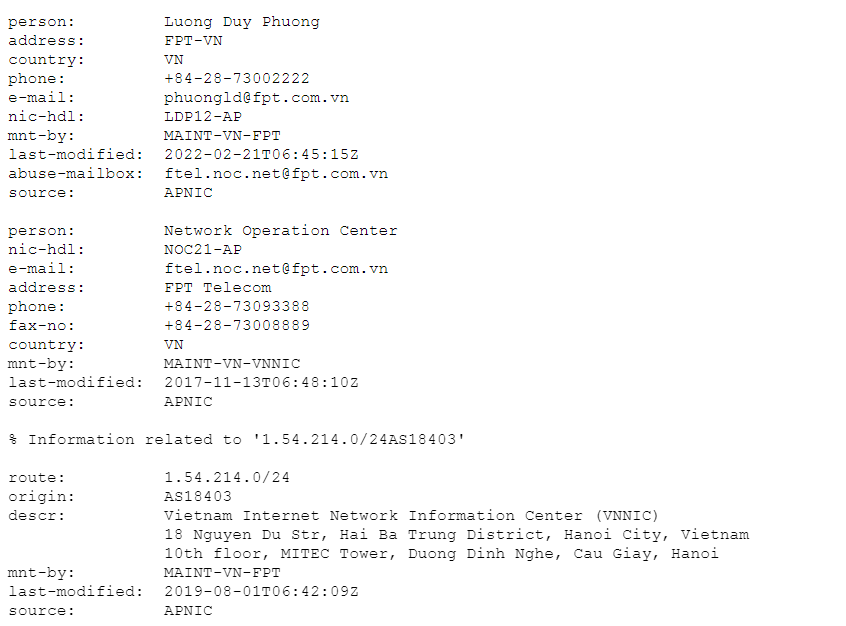 person: Luong Duy Phuong
address: FPT-VN
country: VN
phone: +84-28-73002222
e-mail: phuongld@fpt.com.vn
nic-hdl: LDP12-AP
mnt-by: MAINT-VN-FPT
last-modified: 2022-02-21T06:45:15Z
abuse-mailbox: ftel.noc.net@fpt.com.vn
source: APNIC

person: Network Operation Center
nic-hdl: NOC21-AP
e-mail: ftel.noc.net@fpt.com.vn
address: FPT Telecom
phone: +84-28-73093388
fax-no: +84-28-73008889
country: VN
mnt-by: MAINT-VN-VNNIC
last-modified: 2017-11-13T06:48:10Z
source: APNIC

% Information related to '1.54.214.0/24AS18403'

route: 1.54.214.0/24
origin: AS18403
descr: Vietnam Internet Network Information Center (VNNIC)
18 Nguyen Du Str, Hai Ba Trung District, Hanoi City, Vietnam
10th floor, MITEC Tower, Duong Dinh Nghe, Cau Giay, Hanoi
mnt-by: MAINT-VN-FPT
last-modified: 2019-08-01T06:42:09Z
source: APNIC